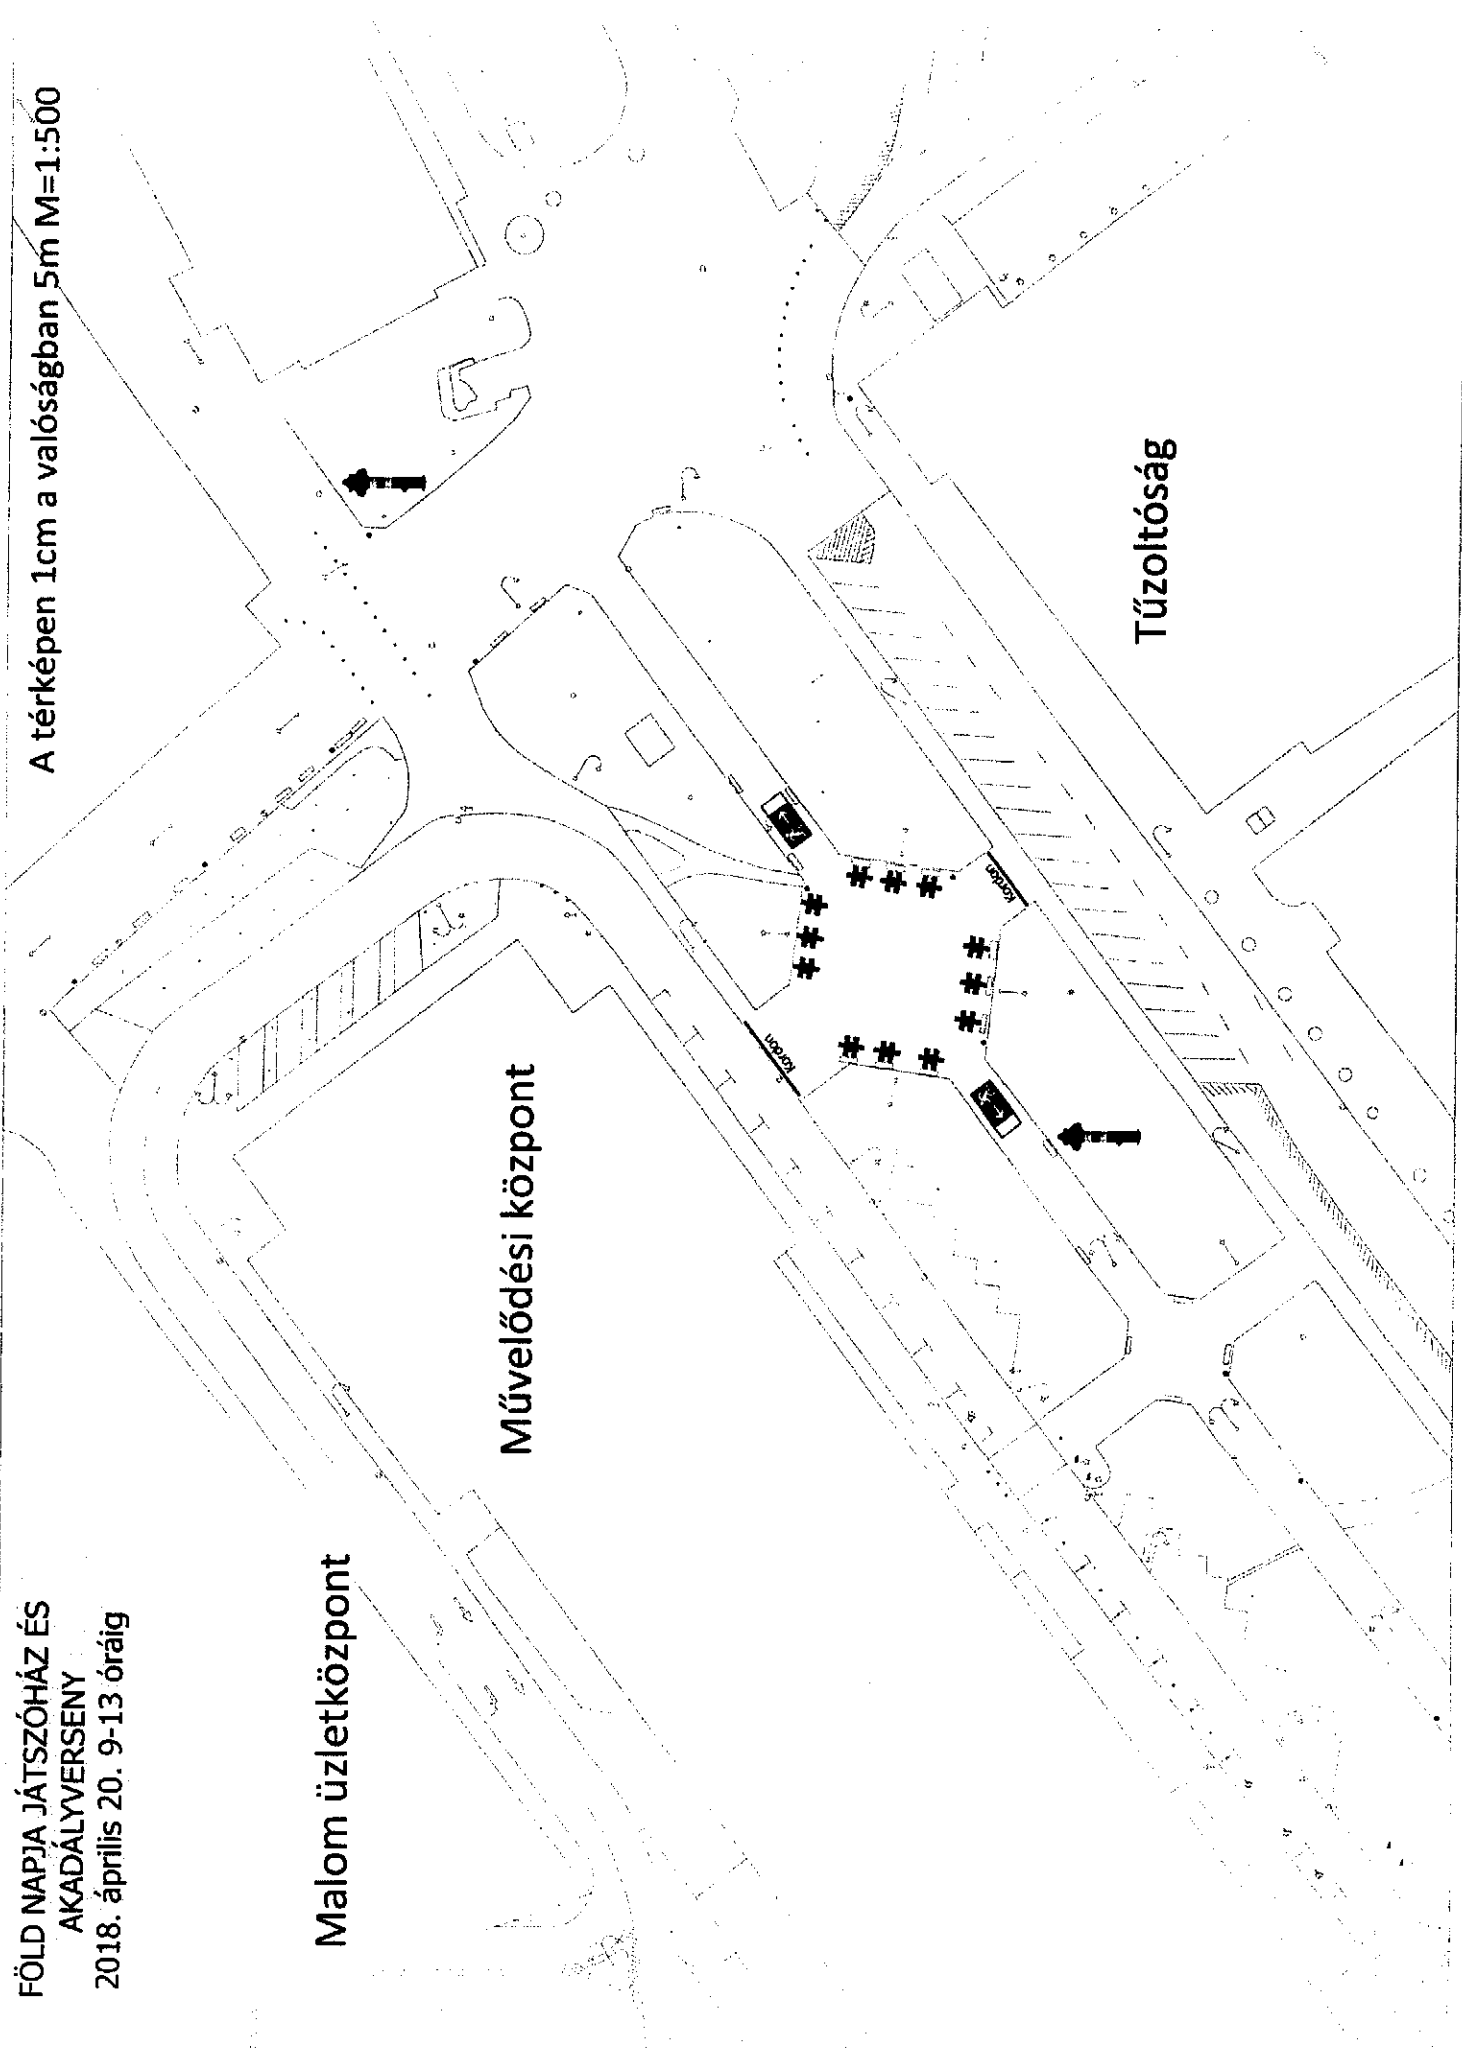 FÖLD NAPJA JÁTSZÓHÁZ ÉS
AKADÁLYVERSENY
2018. április 20. 9-13 óráig
A térképen 1cm a valóságban 5m M=1:500
Malom üzletközpont
Művelődési központ
Kordon
Kordon
Tűzoltóság